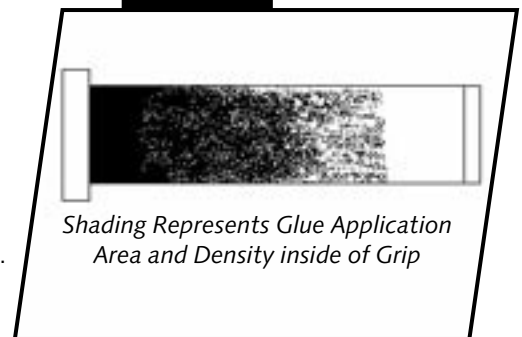 Shading Represents Glue Application
Area and Density inside of Grip
.